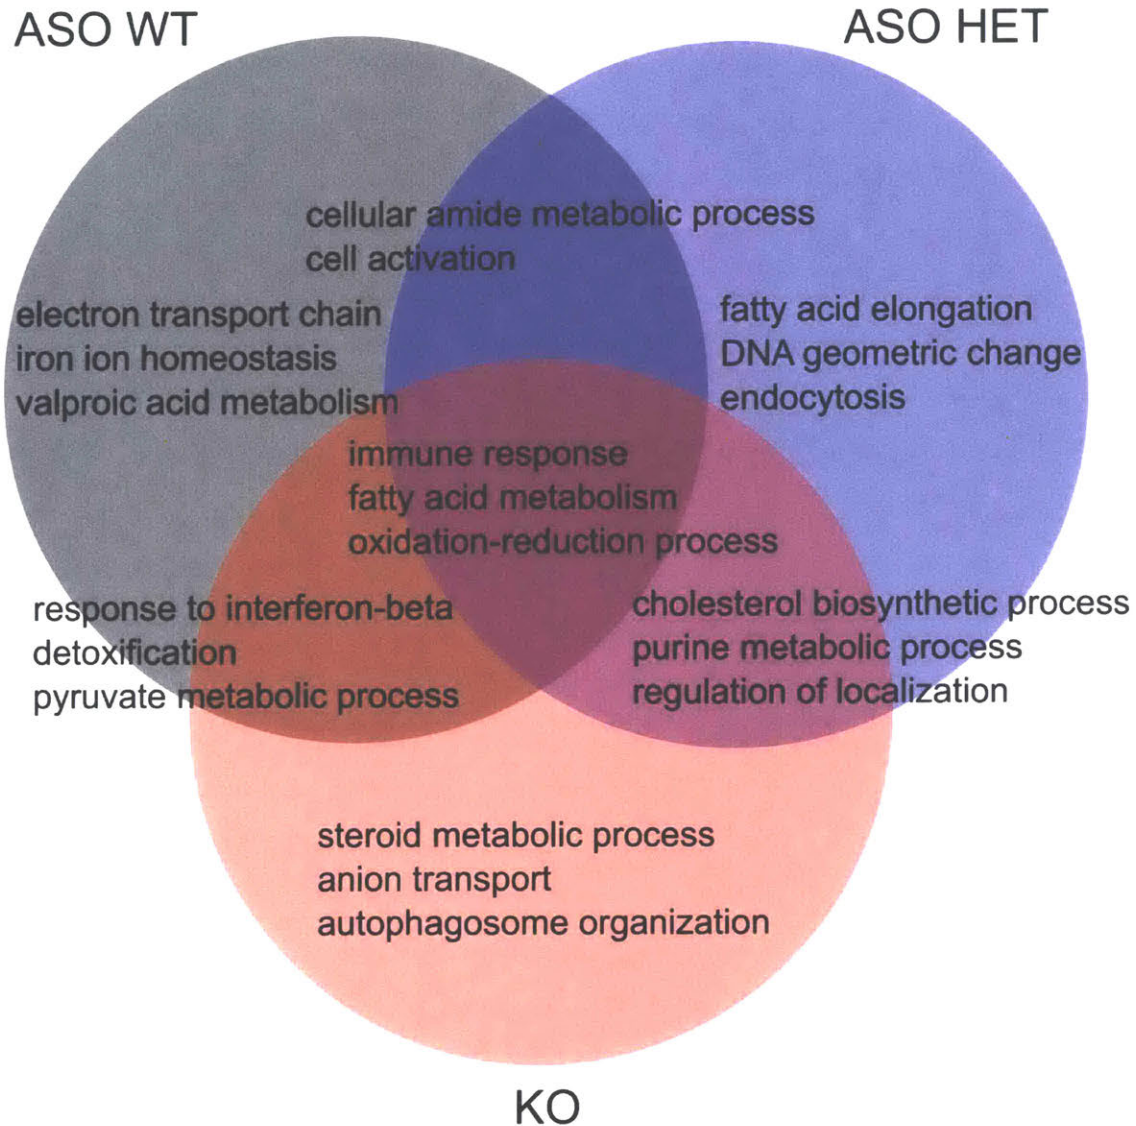 ASO WT
ASO HET
cellular amide metabolic process
cell activation
electron transport chain
iron ion homeostasis
valproic acid metabolism
fatty acid elongation
DNA geometric change
endocytosis
immune response
fatty acid metabolism
oxidation-reduction process
response to interferon-beta
detoxification
pyruvate metabolic process
cholesterol biosynthetic process
purine metabolic process
regulation of localization
steroid metabolic process
anion transport
autophagosome organization
KO